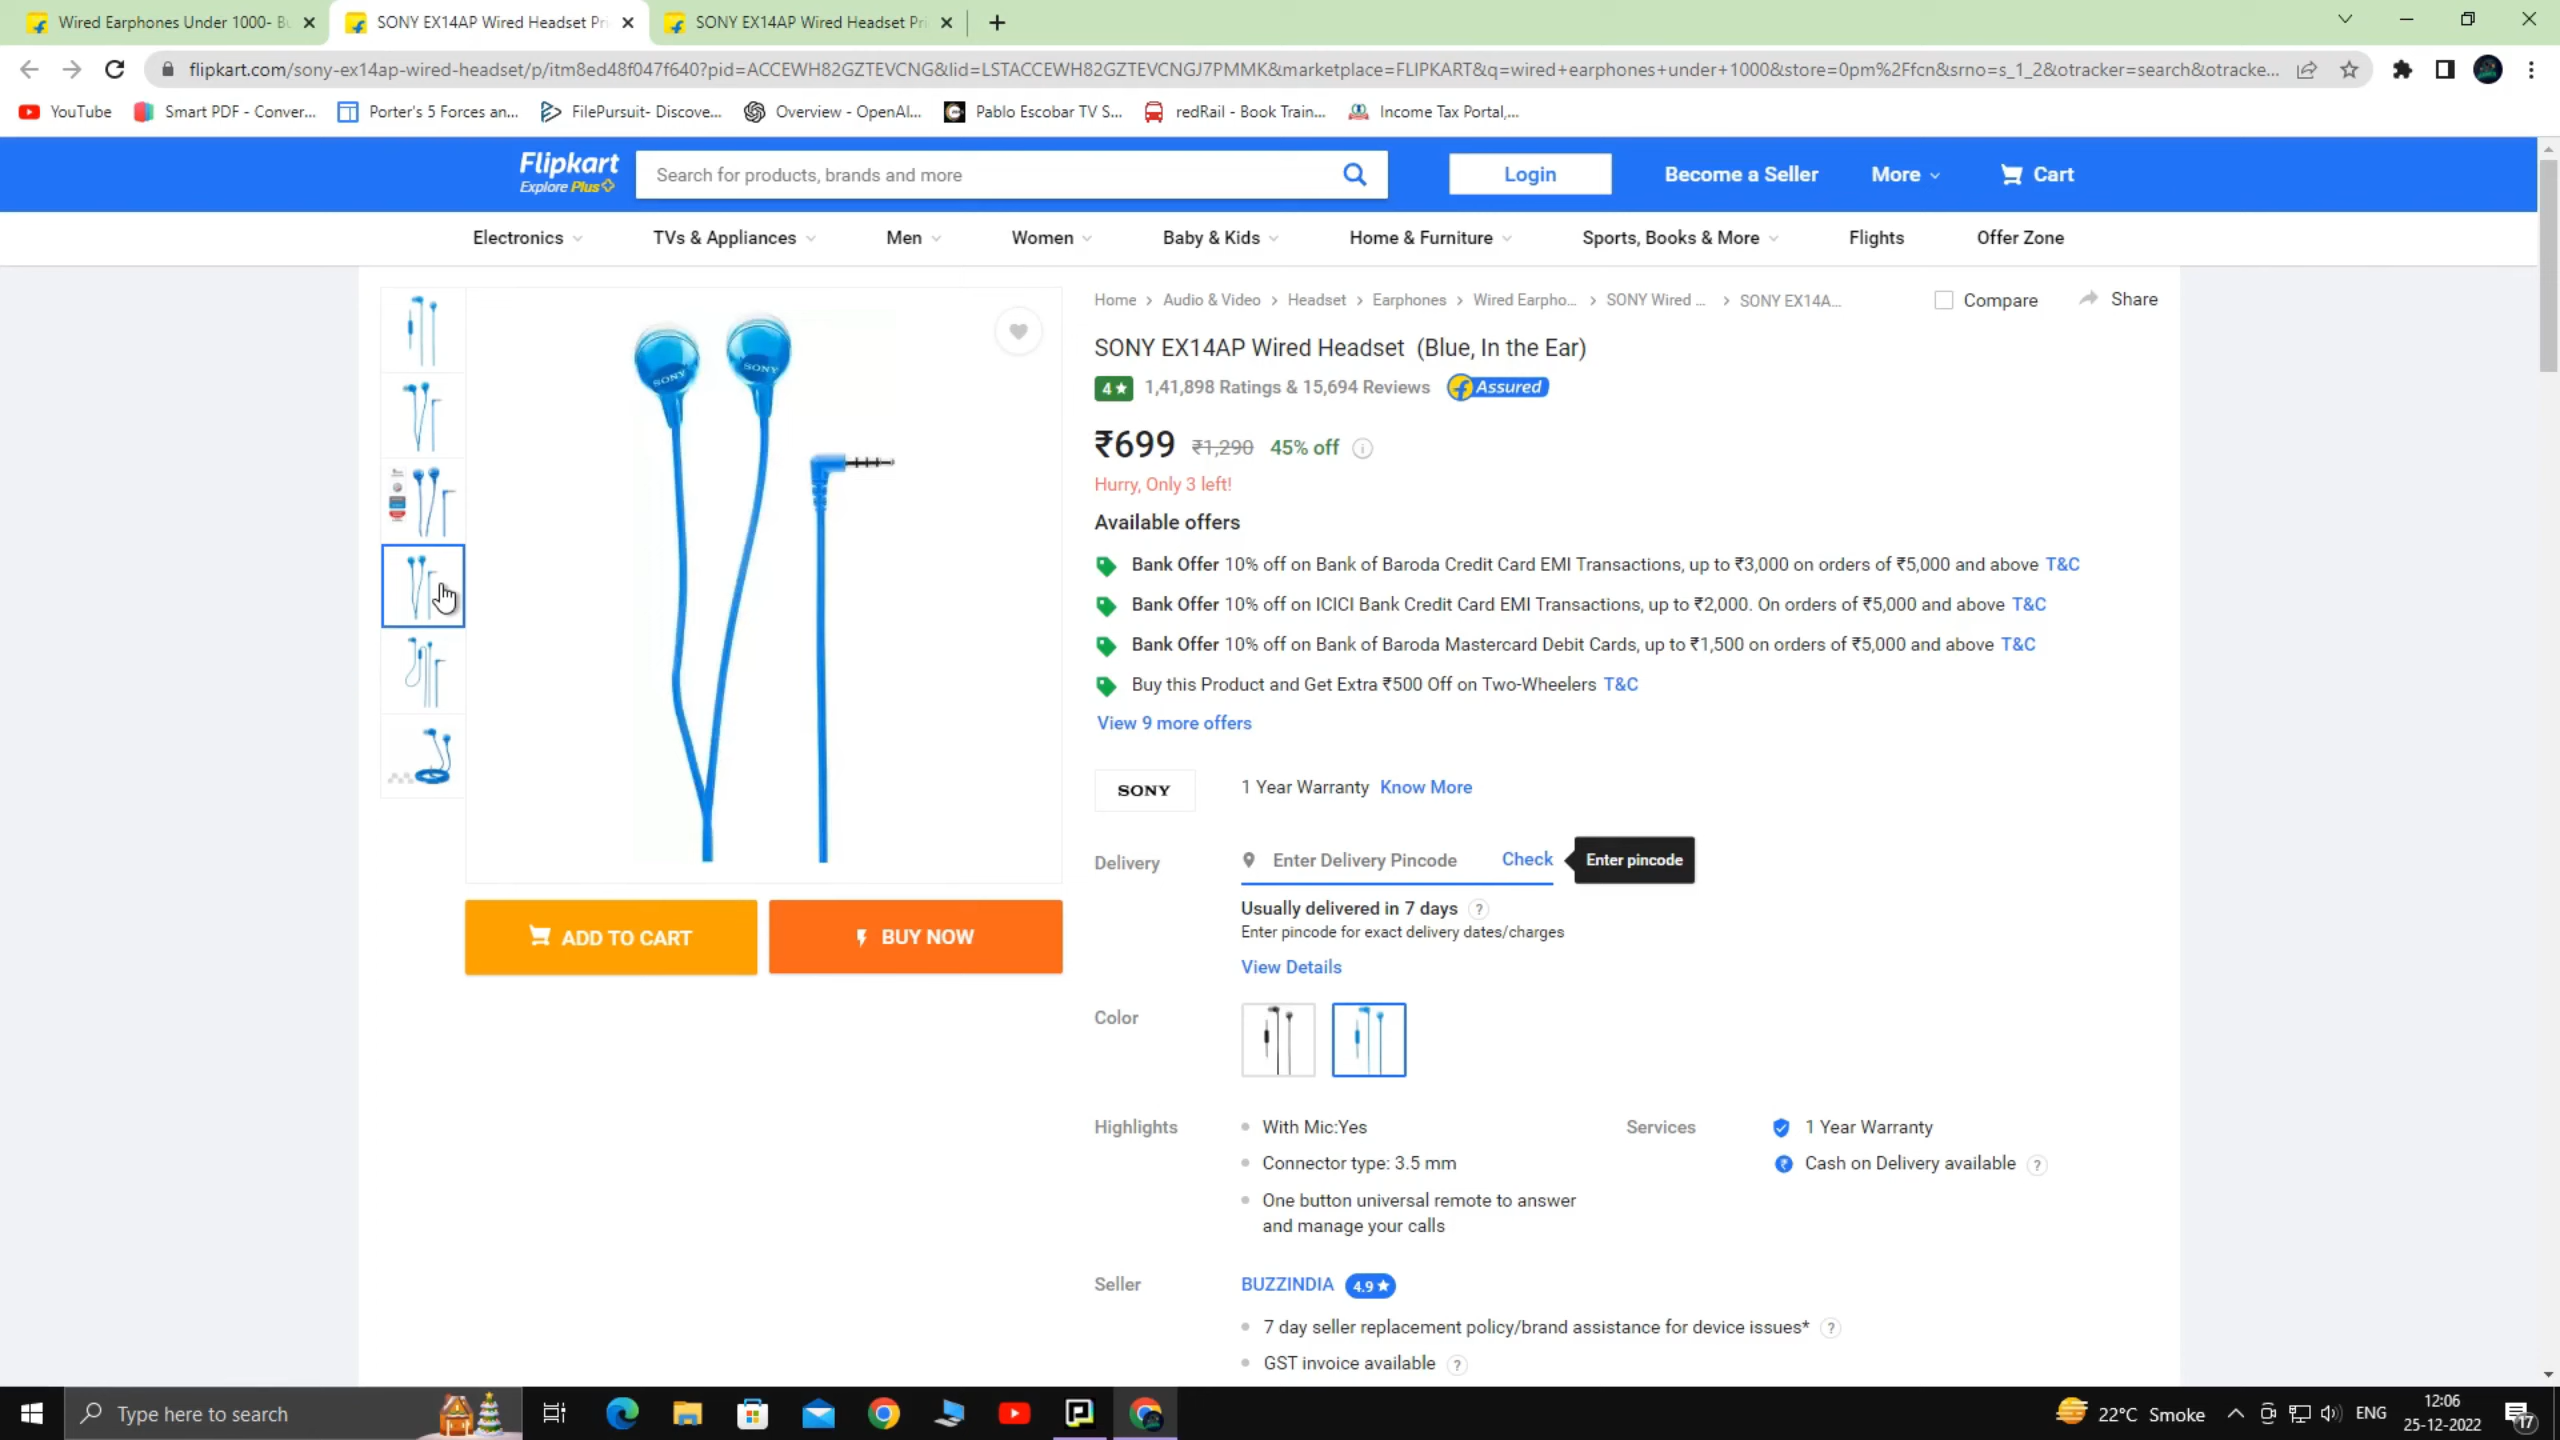 Wired Earphones Under 1000- Bu
SONY EX14AP Wired Headset Pri
SONY EX14AP Wired Headset Pri
flipkart.com/sony-ex14ap-wired-headset/p/itm8ed48f047f640?pid=ACCEWH82GZTEVCNG&lid=LSTACCEWH82GZTEVCNGJ7PMMK&marketplace=FLIPKART&q=wired+earphones+under+1000&store=0pm%2Ffcn&srno=s_1_2&otracker=search&otracke...
YouTube
Smart PDF - Conver...
Porter's 5 Forces an...
FilePursuit- Discove...
Overview - OpenAI...
Pablo Escobar TV S...
redRail - Book Train...
Income Tax Portal,...
Flipkart
Explore Plus
Search for products, brands and more
Login
Become a Seller
More
Cart
Electronics
TVs & Appliances
Men
Women
Baby & Kids
Home & Furniture
Sports, Books & More
Flights
Offer Zone
SONY
SONY
ADD TO CART
BUY NOW
Home > Audio & Video > Headset > Earphones > Wired Earpho... > SONY Wired ... > SONY EX14A...
Compare
Share
SONY EX14AP Wired Headset (Blue, In the Ear)
4★ 1,41,898 Ratings & 15,694 Reviews Assured
₹699 ₹1,290 45% off
Hurry, Only 3 left!
Available offers
Bank Offer 10% off on Bank of Baroda Credit Card EMI Transactions, up to ₹3,000 on orders of ₹5,000 and above T&C
Bank Offer 10% off on ICICI Bank Credit Card EMI Transactions, up to ₹2,000. On orders of ₹5,000 and above T&C
Bank Offer 10% off on Bank of Baroda Mastercard Debit Cards, up to ₹1,500 on orders of ₹5,000 and above T&C
Buy this Product and Get Extra ₹500 Off on Two-Wheelers T&C
View 9 more offers
SONY
1 Year Warranty Know More
Delivery
Enter Delivery Pincode
Check
Enter pincode
Usually delivered in 7 days ?
Enter pincode for exact delivery dates/charges
View Details
Color
Highlights
With Mic:Yes
Connector type: 3.5 mm
One button universal remote to answer
and manage your calls
Services
1 Year Warranty
Cash on Delivery available ?
Seller
BUZZINDIA 4.9★
7 day seller replacement policy/brand assistance for device issues* ?
GST invoice available ?
Type here to search
22°C Smoke
ENG
12:06
25-12-2022
17